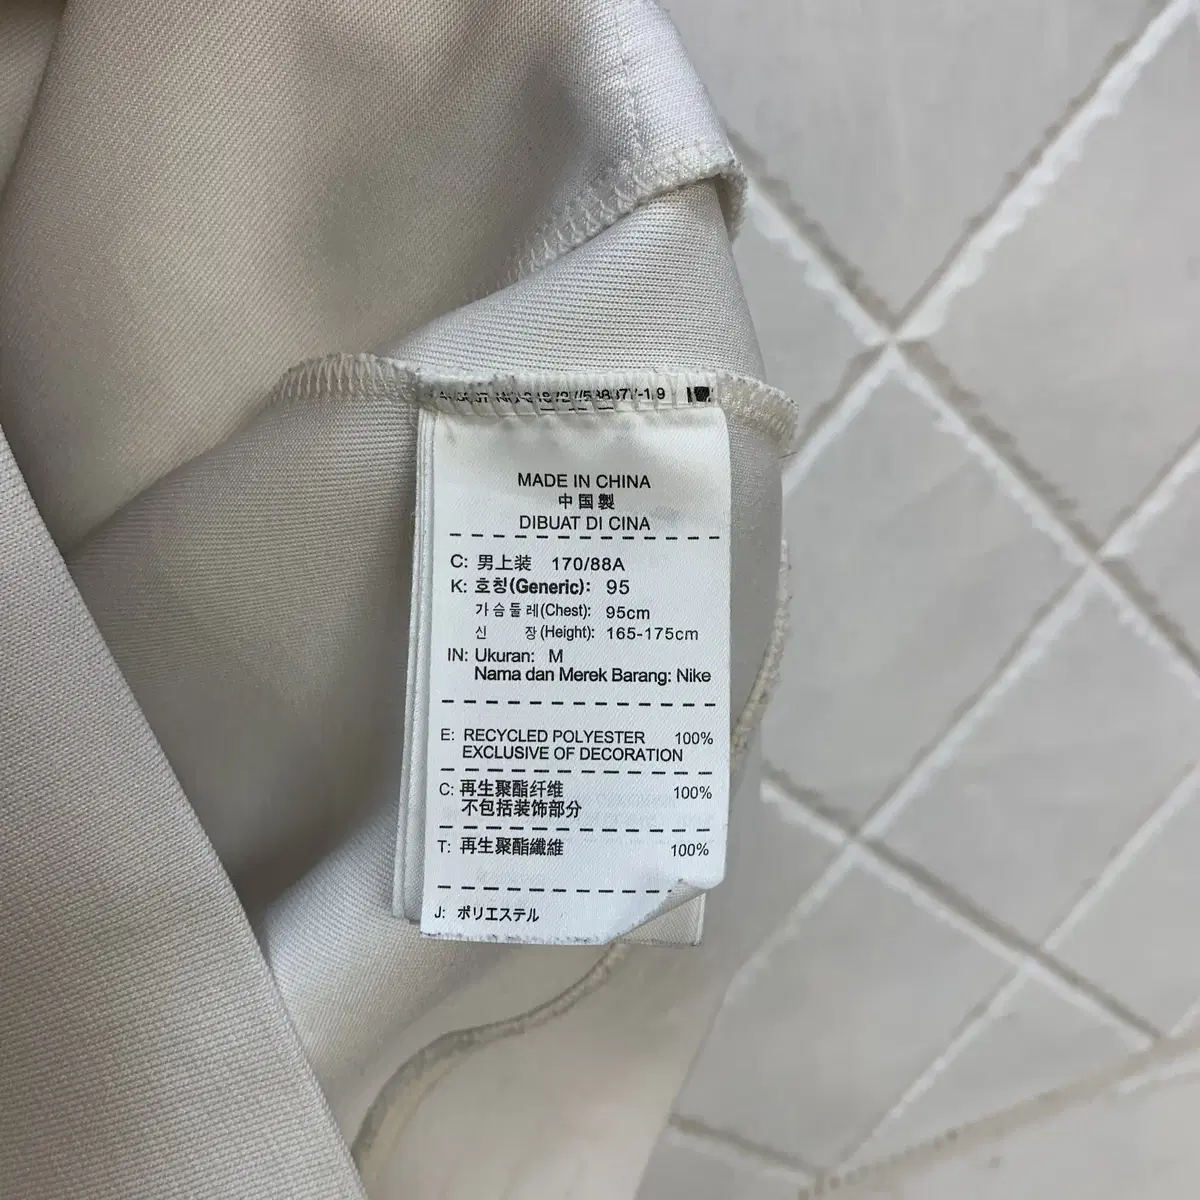 MADE IN CHINA
中国製
DIBUAT DI CINA
C: 男上装 170/88A
K: 호칭(Generic): 95
가슴둘레(Chest): 95cm
신 장(Height): 165-175cm
IN: Ukuran: M
Nama dan Merek Barang: Nike
E: RECYCLED POLYESTER 100%
EXCLUSIVE OF DECORATION
C: 再生聚酯纤维 100%
不包括装饰部分
T: 再生聚酯纖維 100%
J: ポリエステル